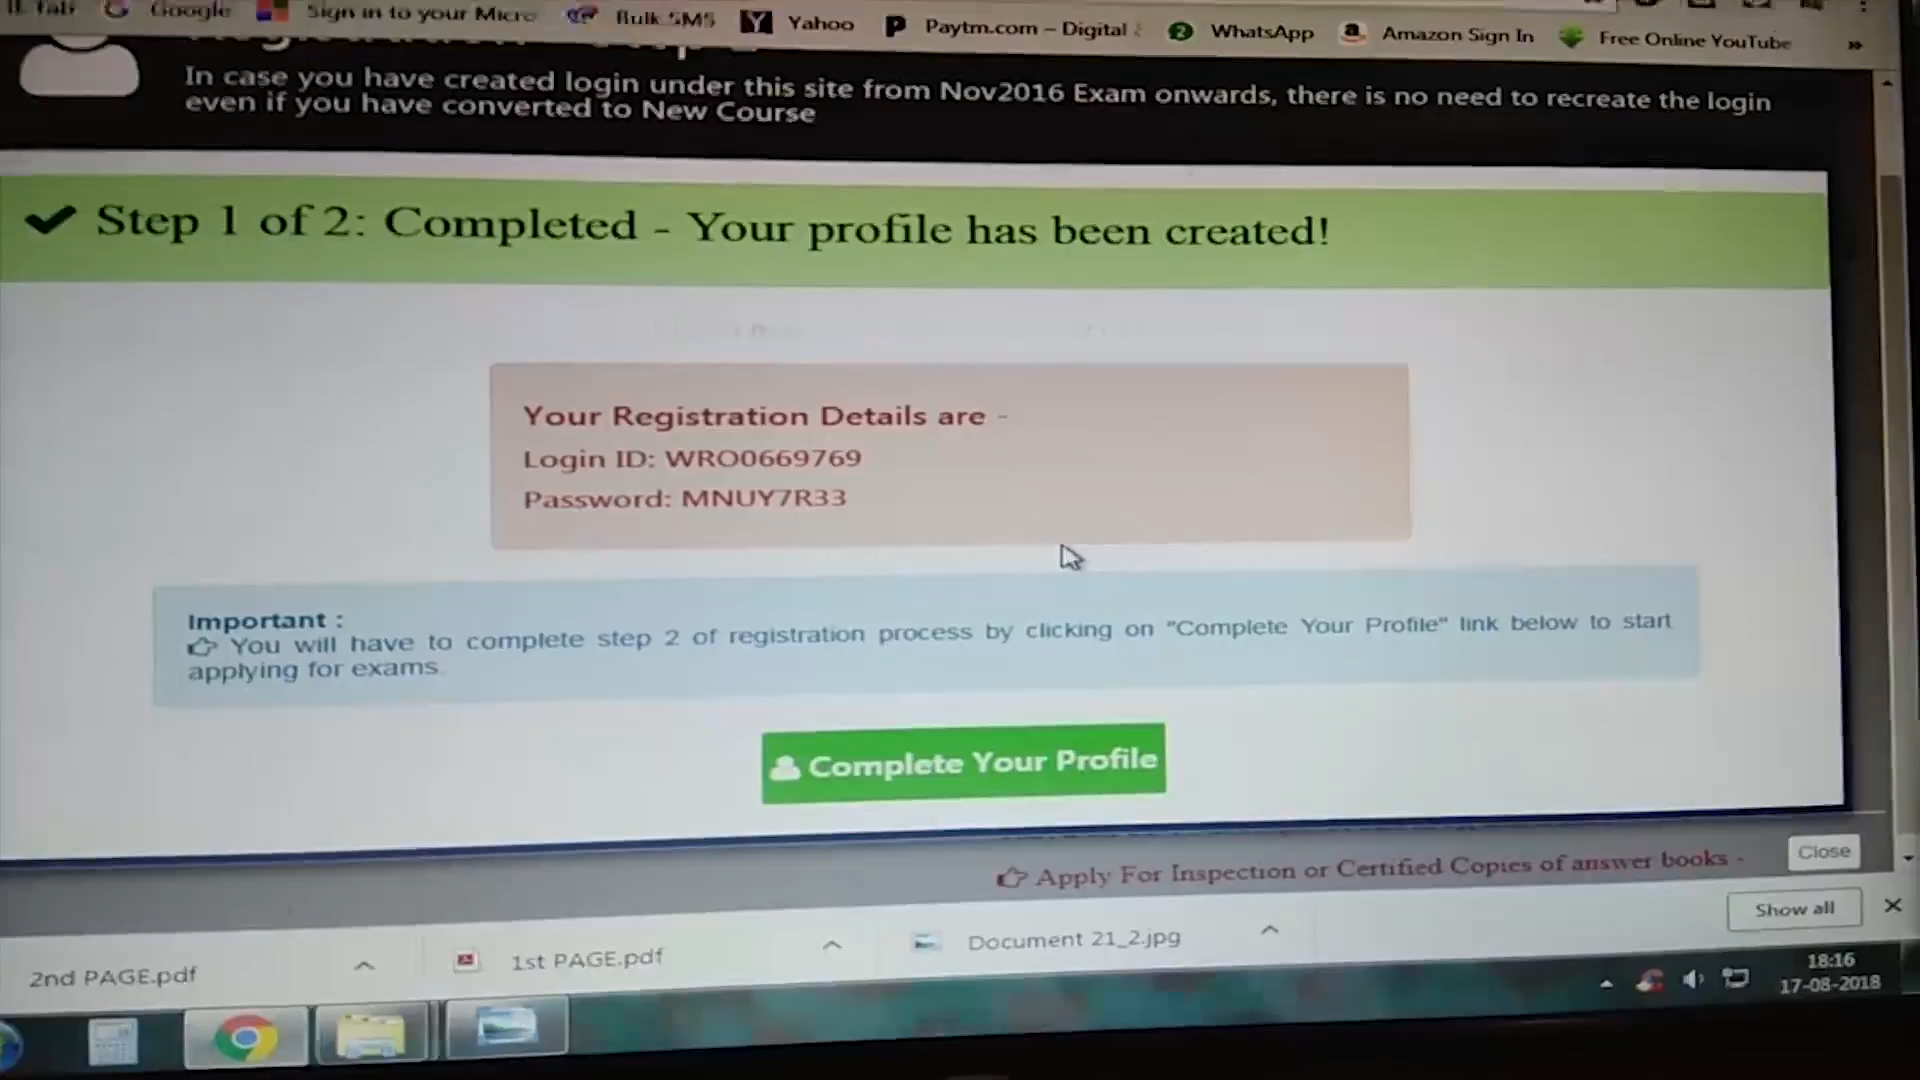 Google
Sign in to your Micro
Bulk SMS
Yahoo
Paytm.com – Digital
2
WhatsApp
Amazon Sign In
Free Online YouTube
»
In case you have created login under this site from Nov2016 Exam onwards, there is no need to recreate the login
even if you have converted to New Course
Step 1 of 2: Completed - Your profile has been created!
Your Registration Details are -
Login ID: WRO0669769
Password: MNUY7R33
Important :
You will have to complete step 2 of registration process by clicking on "Complete Your Profile" link below to start
applying for exams.
Complete Your Profile
Apply For Inspection or Certified Copies of answer books -
Close
2nd PAGE.pdf
1st PAGE.pdf
Document 21_2.jpg
Show all
18:16
17-08-2018